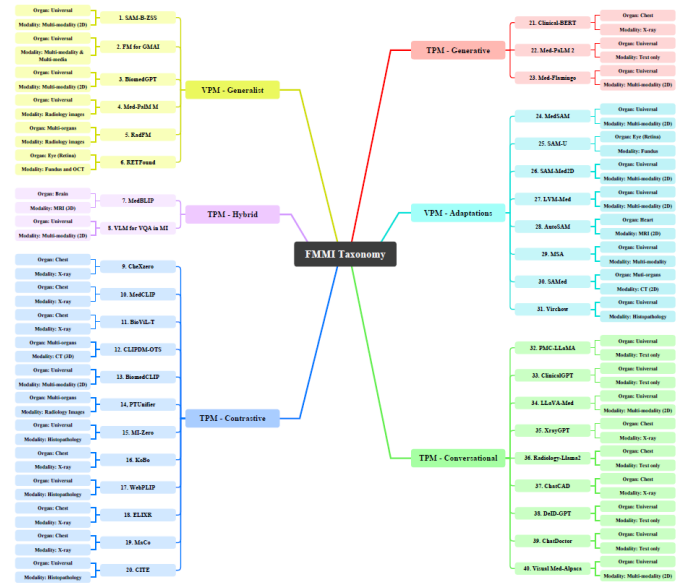 FMMI Taxonomy
VPM - Generalist
1. SAM-B-ZSS
Organ: Universal
Modality: Multi-modality (2D)
2. FM for GMAI
Organ: Universal
Modality: Multi-modality &
Multi-media
3. BiomedGPT
Organ: Universal
Modality: Multi-modality (2D)
4. Med-PalM M
Organ: Universal
Modality: Radiology images
5. RadFM
Organ: Multi-organs
Modality: Radiology images
6. RETFound
Organ: Eye (Retina)
Modality: Fundus and OCT
TPM - Hybrid
7. MedBLIP
Organ: Brain
Modality: MRI (3D)
8. VLM for VQA in MI
Organ: Universal
Modality: Multi-modality (2D)
TPM - Contrastive
9. CheXzero
Organ: Chest
Modality: X-ray
10. MedCLIP
Organ: Chest
Modality: X-ray
11. BioViL-T
Organ: Chest
Modality: X-ray
12. CLIPDM-OTS
Organ: Multi-organs
Modality: CT (3D)
13. BiomedCLIP
Organ: Universal
Modality: Multi-modality (2D)
14. PTUnifier
Organ: Multi-organs
Modality: Radiology Images
15. MI-Zero
Organ: Universal
Modality: Histopathology
16. KoBo
Organ: Chest
Modality: X-ray
17. WebPLIP
Organ: Universal
Modality: Histopathology
18. ELIXR
Organ: Chest
Modality: X-ray
19. MoCo
Organ: Chest
Modality: X-ray
20. CITE
Organ: Universal
Modality: Histopathology
TPM - Generative
21. Clinical-BERT
Organ: Chest
Modality: X-ray
22. Med-PaLM 2
Organ: Universal
Modality: Text only
23. Med-Flamingo
Organ: Universal
Modality: Multi-modality (2D)
VPM - Adaptations
24. MedSAM
Organ: Universal
Modality: Multi-modality (2D)
25. SAM-U
Organ: Eye (Retina)
Modality: Fundus
26. SAM-Med2D
Organ: Universal
Modality: Multi-modality (2D)
27. LVM-Med
Organ: Universal
Modality: Multi-modality (2D)
28. AutoSAM
Organ: Heart
Modality: MRI (2D)
29. MSA
Organ: Universal
Modality: Multi-modality
30. SAMed
Organ: Muti-organs
Modality: CT (2D)
31. Virchow
Organ: Universal
Modality: Histopathology
TPM - Conversational
32. PMC-LLaMA
Organ: Universal
Modality: Text only
33. ClinicalGPT
Organ: Universal
Modality: Text only
34. LLaVA-Med
Organ: Universal
Modality: Multi-modality (2D)
35. XrayGPT
Organ: Chest
Modality: X-ray
36. Radiology-Llama2
Organ: Chest
Modality: Text only
37. ChatCAD
Organ: Chest
Modality: X-ray
38. DeID-GPT
Organ: Universal
Modality: Text only
39. ChatDoctor
Organ: Universal
Modality: Text only
40. Visual Med-Alpaca
Organ: Universal
Modality: Multi-modality (2D)